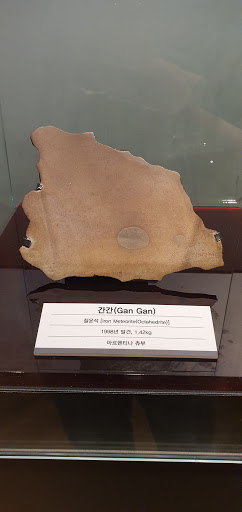 간간(Gan Gan)
철운석 [Iron Meteorite(Octahedrite)]
1998년 발견, 1.42kg
아르헨티나 츄부